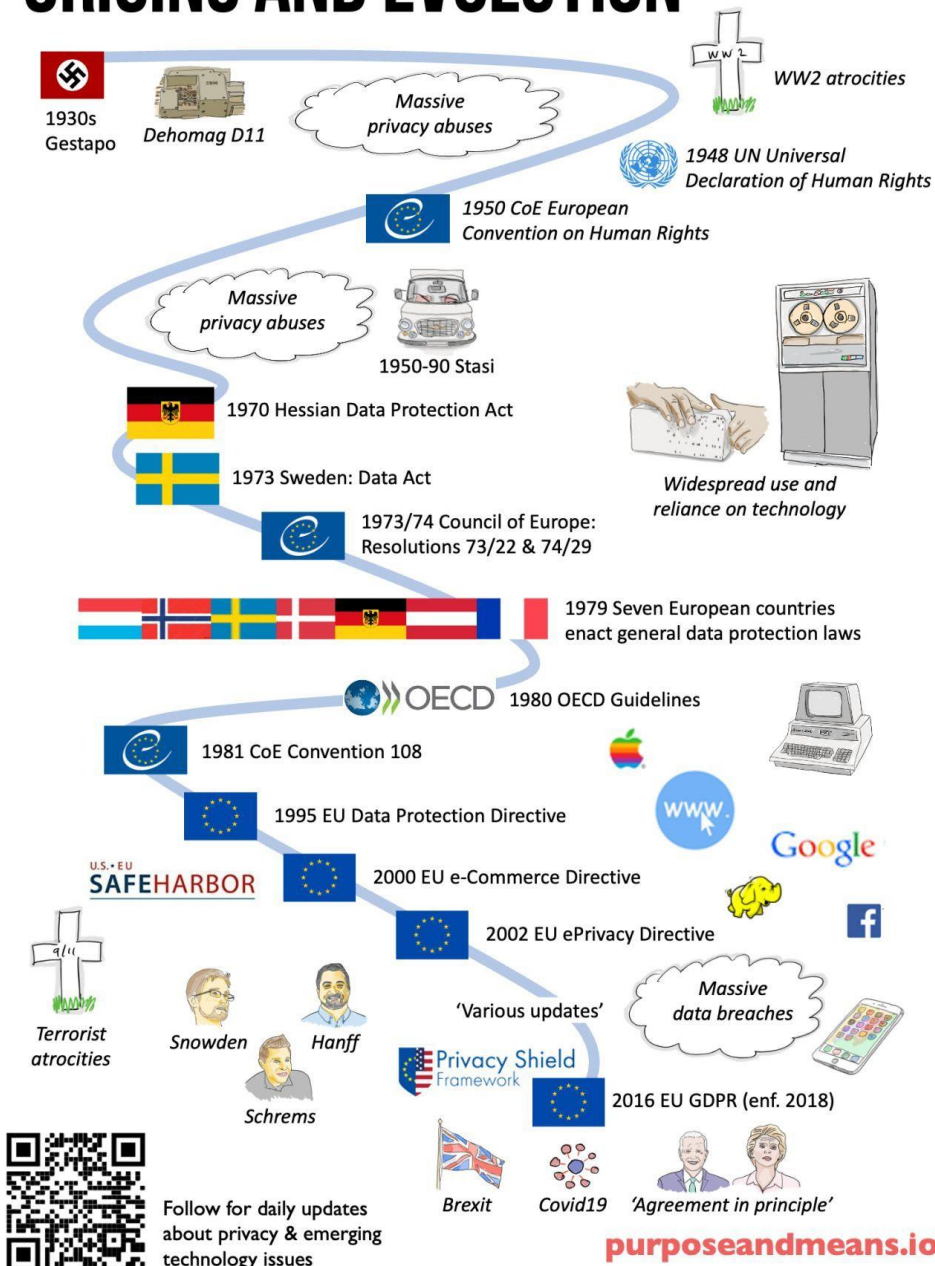 ORIGINS AND EVOLUTION
WW2
WW2 atrocities
1930s
Gestapo
Dehomag D11
Massive
privacy abuses
1948 UN Universal
Declaration of Human Rights
1950 CoE European
Convention on Human Rights
Massive
privacy abuses
1950-90 Stasi
1970 Hessian Data Protection Act
1973 Sweden: Data Act
Widespread use and
reliance on technology
1973/74 Council of Europe:
Resolutions 73/22 & 74/29
1979 Seven European countries
enact general data protection laws
OECD
1980 OECD Guidelines
1981 CoE Convention 108
www.
1995 EU Data Protection Directive
Google
U.S.•EU
SAFEHARBOR
2000 EU e-Commerce Directive
f
2002 EU ePrivacy Directive
9/11
Terrorist
atrocities
Snowden
Hanff
Schrems
'Various updates'
Massive
data breaches
Privacy Shield
Framework
2016 EU GDPR (enf. 2018)
Brexit
Covid19
'Agreement in principle'
Follow for daily updates
about privacy & emerging
technology issues
purposeandmeans.io